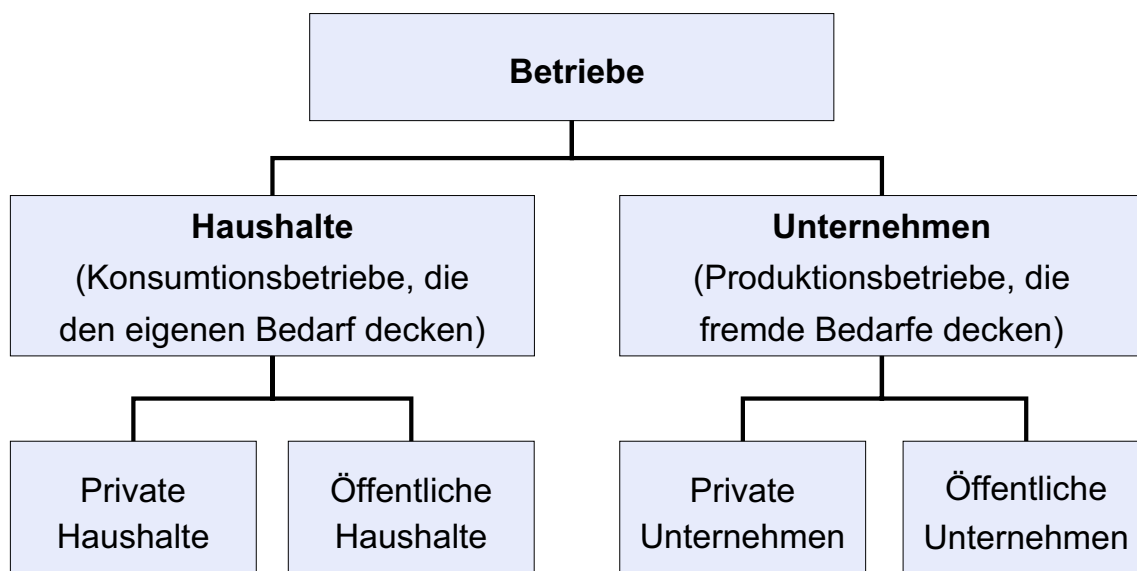 Betriebe
Haushalte
(Konsumtionsbetriebe, die
den eigenen Bedarf decken)
Unternehmen
(Produktionsbetriebe, die
fremde Bedarfe decken)
Private
Haushalte
Öffentliche
Haushalte
Private
Unternehmen
Öffentliche
Unternehmen